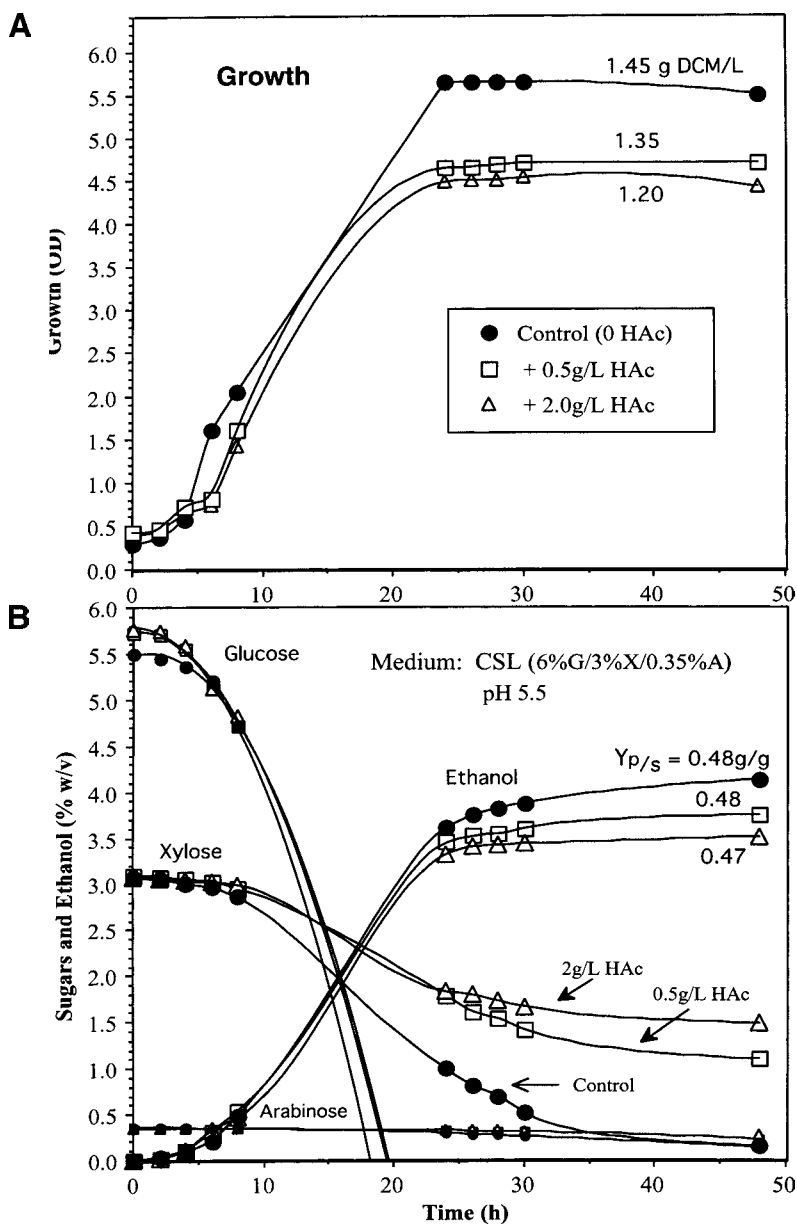 A
Growth
1.45 g DCM/L
1.35
1.20
Control (0 HAc)
+ 0.5g/L HAc
+ 2.0g/L HAc
6.0
5.5
5.0
4.5
4.0
3.5
3.0
2.5
2.0
1.5
1.0
0.5
0.0
Growth (OD)
0 10 20 30 40 50
B
Glucose
Medium: CSL (6%G/3%X/0.35%A)
pH 5.5
Ethanol
Yp/s = 0.48g/g
0.48
0.47
Xylose
2g/L HAc
0.5g/L HAc
Control
Arabinose
6.0
5.5
5.0
4.5
4.0
3.5
3.0
2.5
2.0
1.5
1.0
0.5
0.0
Sugars and Ethanol (% w/v)
0 10 20 30 40 50
Time (h)